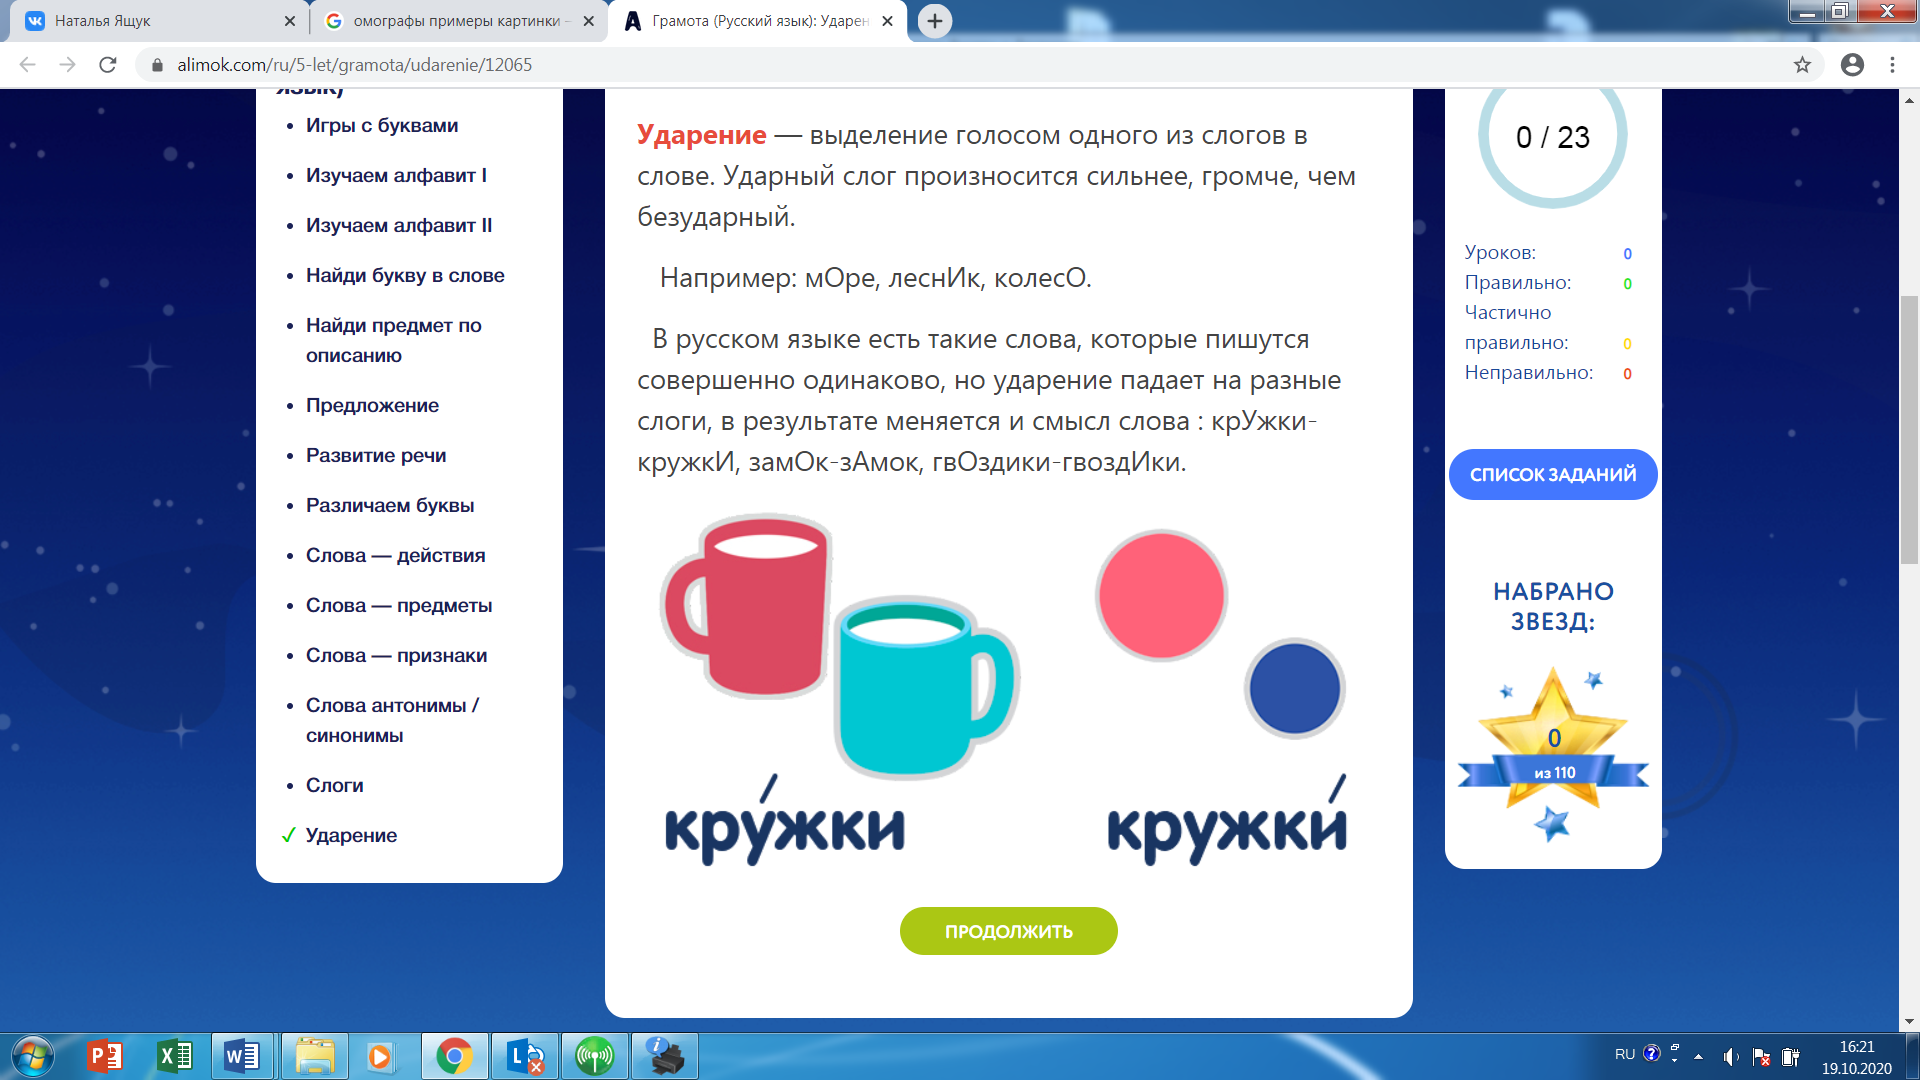 Наталья Ящук
омографы примеры картинки –
Грамота (Русский язык): Ударен
alimok.com/ru/5-let/gramota/udarenie/12065
язык)
Игры с буквами
Изучаем алфавит I
Изучаем алфавит II
Найди букву в слове
Найди предмет по
описанию
Предложение
Развитие речи
Различаем буквы
Слова — действия
Слова — предметы
Слова — признаки
Слова антонимы /
синонимы
Слоги
Ударение
Ударение — выделение голосом одного из слогов в
слове. Ударный слог произносится сильнее, громче, чем
безударный.
Например: мОре, леснИк, колесО.
В русском языке есть такие слова, которые пишутся
совершенно одинаково, но ударение падает на разные
слоги, в результате меняется и смысл слова : крУжки-
кружкИ, замОк-зАмок, гвОздики-гвоздИки.
кру́жки
кружки́
ПРОДОЛЖИТЬ
0 / 23
Уроков: 0
Правильно: 0
Частично
правильно: 0
Неправильно: 0
СПИСОК ЗАДАНИЙ
НАБРАНО
ЗВЕЗД:
0
из 110
RU
16:21
19.10.2020